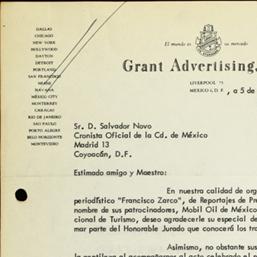 DALLAS
CHICAGO
NEW YORK
HOLLYWOOD
DAYTON
DETROIT
PORTLAND
SAN FRANCISCO
MIAMI
HAVANA
MÉXICO CITY
MONTERREY
CARACAS
RIO DE JANEIRO
SAO PAULO
PORTO ALEGRE
BELO HORIZONTE
MONTEVIDEO
El mundo es su mercado
Grant Advertising,
LIVERPOOL 75
MEXICO 6, D. F. , a 5 de
Sr. D. Salvador Novo
Cronista Oficial de la Cd. de México
Madrid 13
Coyoacán, D.F.
Estimado amigo y Maestro:
En nuestra calidad de org
periodístico "Francisco Zarco", de Reportajes de Pre
nombre de sus patrocinadores, Mobil Oil de México
cional de Turismo, deseo agradecerle su especial de
mar parte del Honorable Jurado que conocerá los tra
Asimismo, no obstante sus